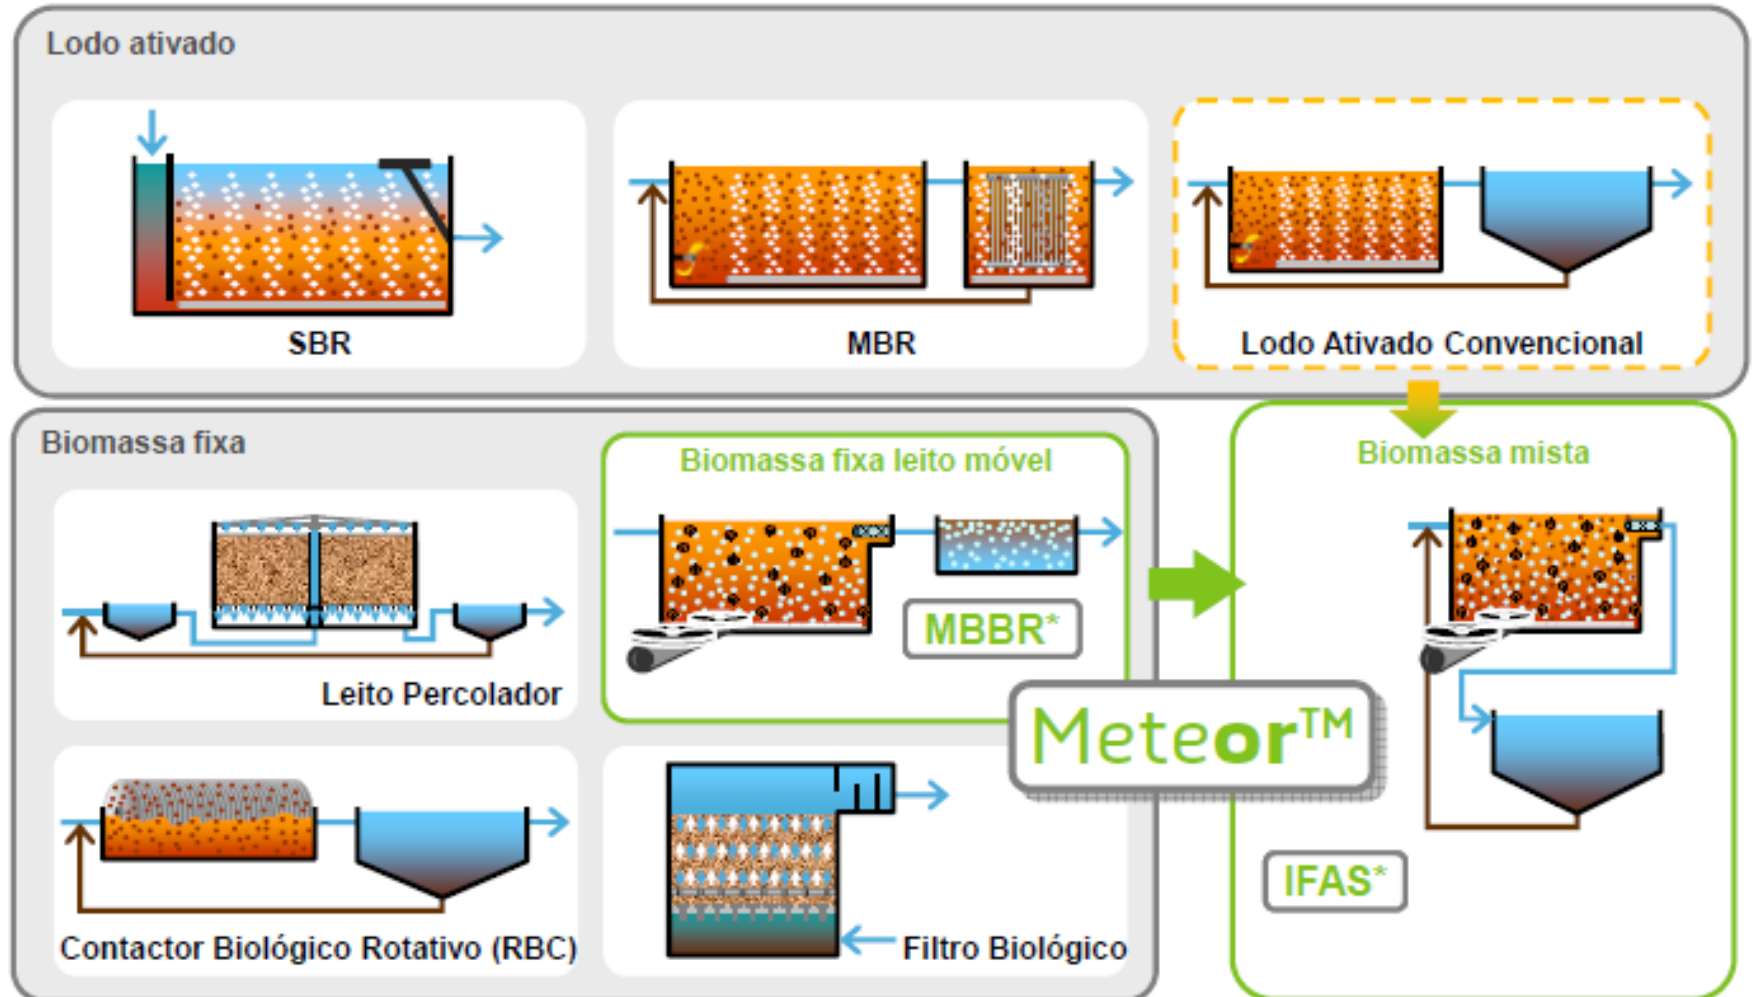 Lodo ativado
SBR
MBR
Lodo Ativado Convencional
Biomassa fixa
Biomassa fixa leito móvel
Biomassa mista
MBBR*
Leito Percolador
Meteor™
IFAS*
Contactor Biológico Rotativo (RBC)
Filtro Biológico